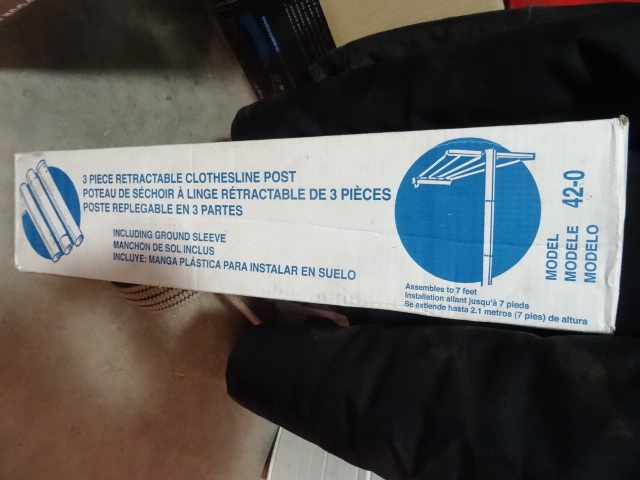 3 PIECE RETRACTABLE CLOTHESLINE POST
POTEAU DE SÉCHOIR À LINGE RÉTRACTABLE DE 3 PIÈCES
POSTE REPLEGABLE EN 3 PARTES
INCLUDING GROUND SLEEVE
MANCHON DE SOL INCLUS
INCLUYE: MANGA PLÁSTICA PARA INSTALAR EN SUELO
Assembles to 7 feet
Installation allant jusqu'à 7 pieds
Se extiende hasta 2.1 metros (7 pies) de altura
MODEL
MODELE 42-0
MODELO